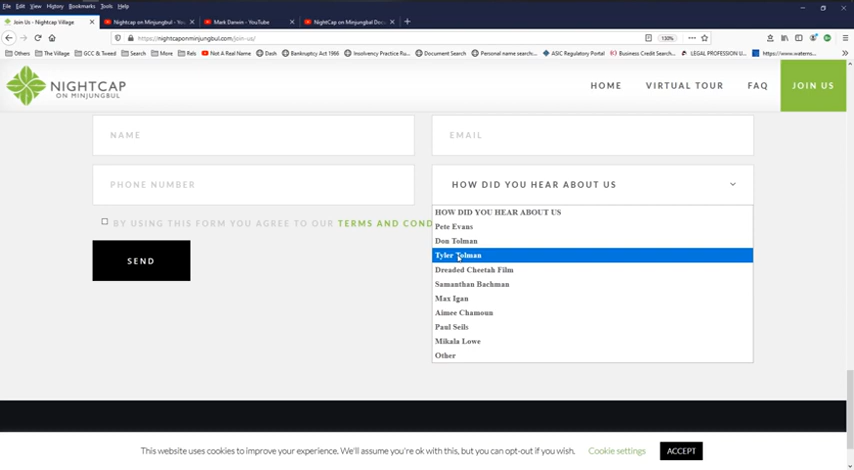 File Edit View History Bookmarks Tools Help
Join Us - Nightcap Village
Nightcap on Minjungbul - You
Mark Darwin - YouTube
NightCap on Minjungbal Doc
https://nightcaponminjungbul.com/join-us/
130%
Others
The Village
GCC & Tweed
Short
More
Rels
Not A Real Name
Dash
Bankruptcy Act 1966
Insolvency Practice Ru...
Document Search
Personal name search...
ASIC Regulatory Portal
Business Credit Search...
LEGAL PROFESSION U...
https://www.waterns...
NIGHTCAP
ON MINJUNGBUL
HOME
VIRTUAL TOUR
FAQ
JOIN US
NAME
EMAIL
PHONE NUMBER
HOW DID YOU HEAR ABOUT US
BY USING THIS FORM YOU AGREE TO OUR TERMS AND COND
SEND
HOW DID YOU HEAR ABOUT US
Pete Evans
Don Tolman
Tyler Tolman
Dreaded Cheetah Film
Samanthan Bachman
Max Igan
Aimee Chamoun
Paul Seils
Mikala Lowe
Other
This website uses cookies to improve your experience. We'll assume you're ok with this, but you can opt-out if you wish.
Cookie settings
ACCEPT